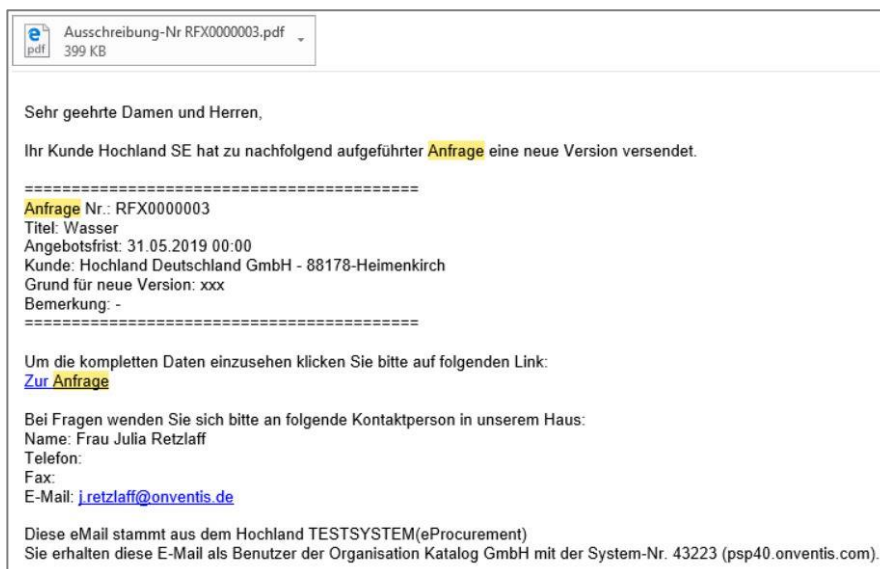 e
pdf
Ausschreibung-Nr RFX0000003.pdf
399 KB
Sehr geehrte Damen und Herren,
Ihr Kunde Hochland SE hat zu nachfolgend aufgeführter Anfrage eine neue Version versendet.
==========================================
Anfrage Nr.: RFX0000003
Titel: Wasser
Angebotsfrist: 31.05.2019 00:00
Kunde: Hochland Deutschland GmbH - 88178-Heimenkirch
Grund für neue Version: xxx
Bemerkung: -
==========================================
Um die kompletten Daten einzusehen klicken Sie bitte auf folgenden Link:
Zur Anfrage
Bei Fragen wenden Sie sich bitte an folgende Kontaktperson in unserem Haus:
Name: Frau Julia Retzlaff
Telefon:
Fax:
E-Mail: j.retzlaff@onventis.de
Diese eMail stammt aus dem Hochland TESTSYSTEM(eProcurement)
Sie erhalten diese E-Mail als Benutzer der Organisation Katalog GmbH mit der System-Nr. 43223 (psp40.onventis.com).